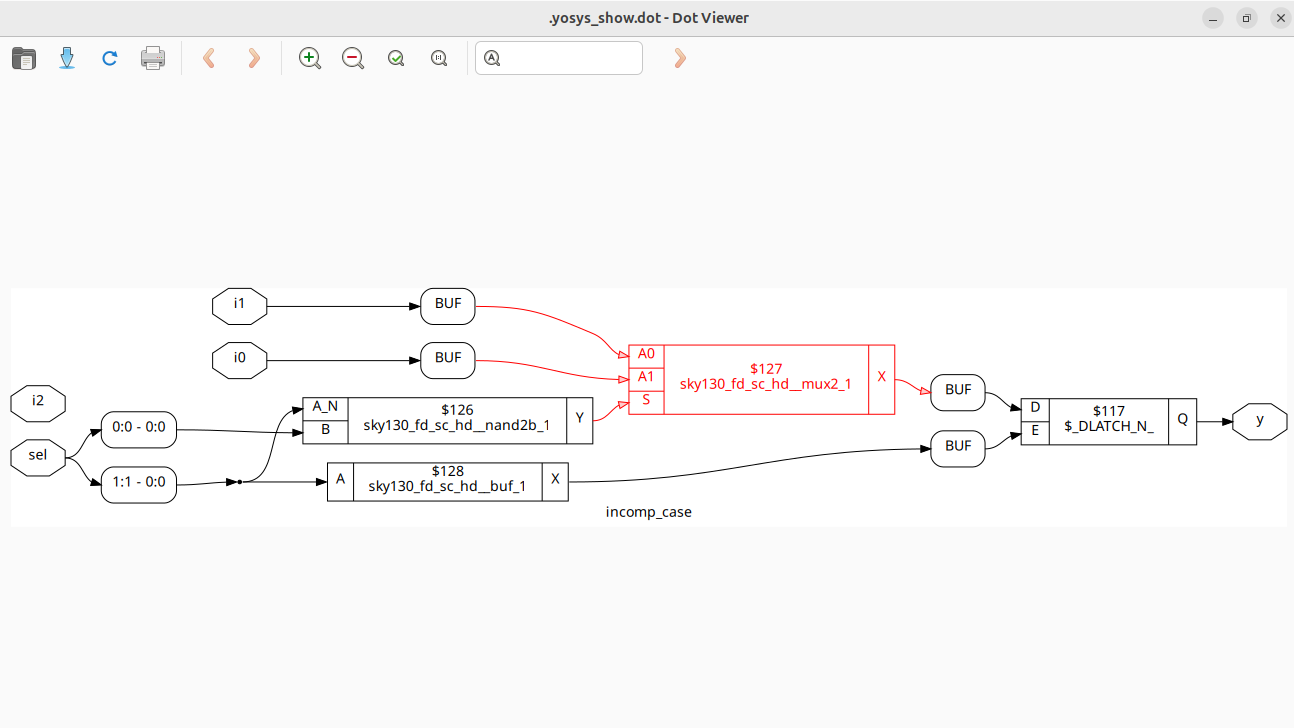 .yosys_show.dot - Dot Viewer
i1
BUF
i0
BUF
A0
A1
S
$127
sky130_fd_sc_hd__mux2_1
X
i2
sel
0:0 - 0:0
1:1 - 0:0
A_N
B
$126
sky130_fd_sc_hd__nand2b_1
Y
A
$128
sky130_fd_sc_hd__buf_1
X
BUF
BUF
D
E
$117
$_DLATCH_N_
Q
y
incomp_case